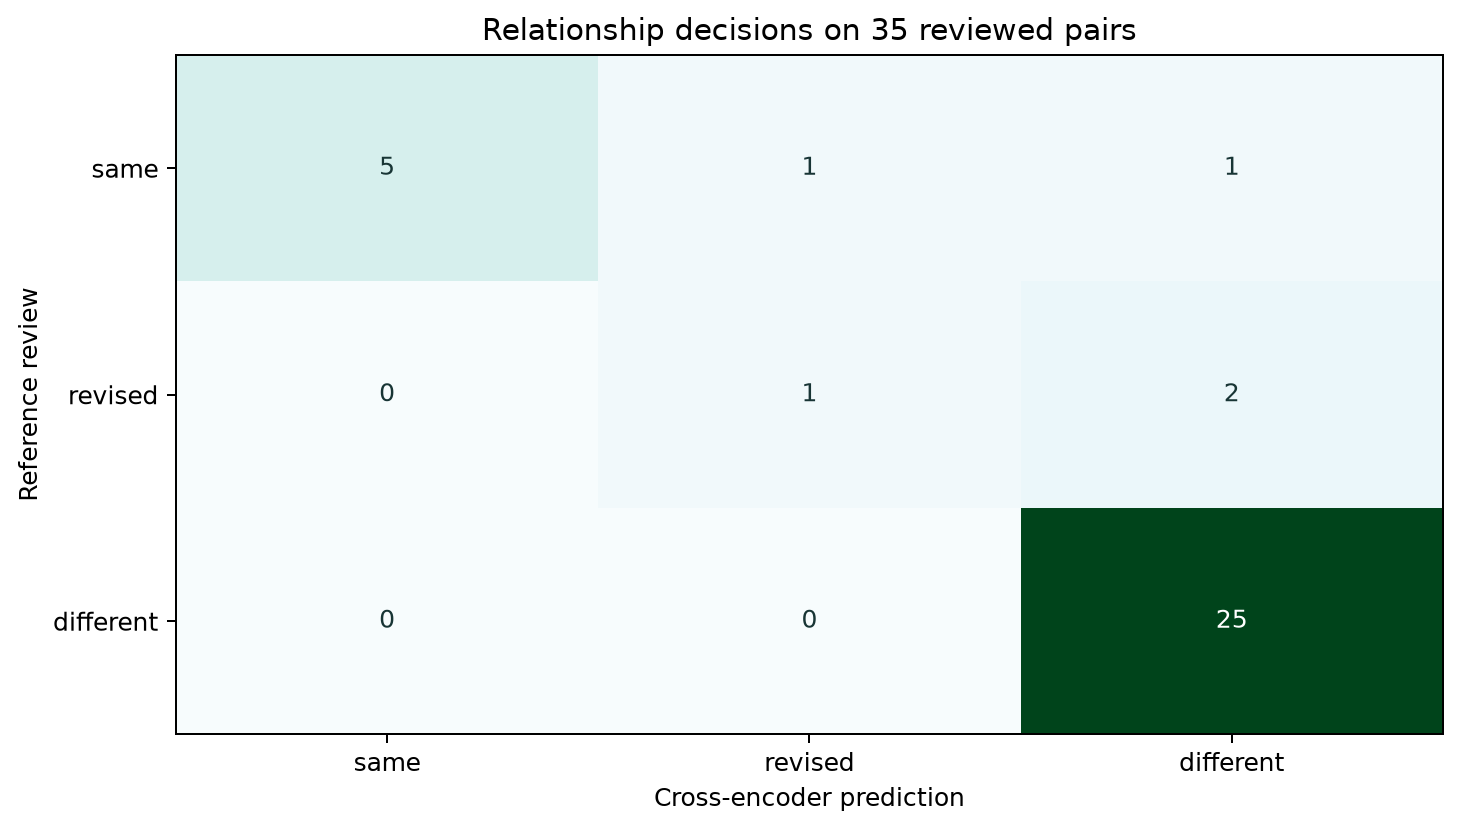 Relationship decisions on 35 reviewed pairs
Reference review
same
5
1
1
revised
0
1
2
different
0
0
25
same
revised
different
Cross-encoder prediction